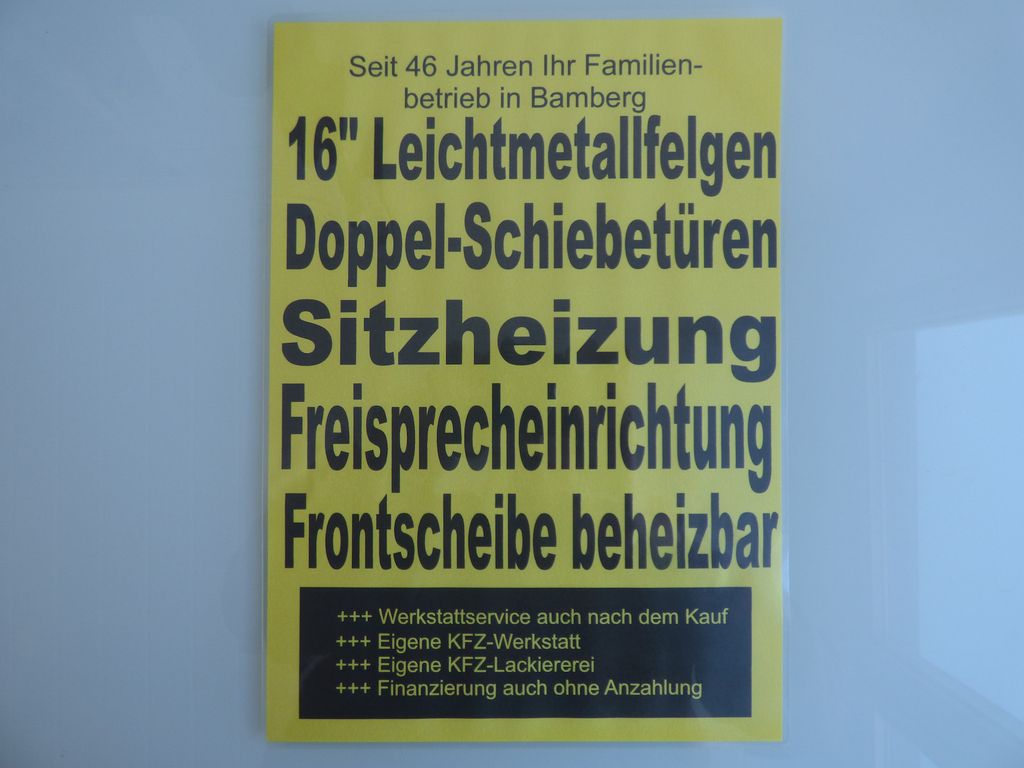 Seit 46 Jahren Ihr Familien-
betrieb in Bamberg
16" Leichtmetallfelgen
Doppel-Schiebetüren
Sitzheizung
Freisprecheinrichtung
Frontscheibe beheizbar
+++ Werkstattservice auch nach dem Kauf
+++ Eigene KFZ-Werkstatt
+++ Eigene KFZ-Lackiererei
+++ Finanzierung auch ohne Anzahlung